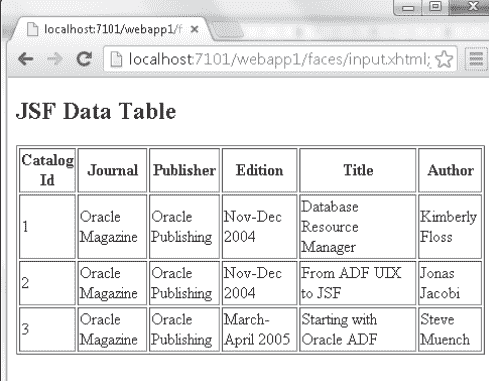 localhost:7101/webapp1/f
localhost:7101/webapp1/faces/input.xhtml;
JSF Data Table
Catalog Id Journal Publisher Edition Title Author
1 Oracle Magazine Oracle Publishing Nov-Dec 2004 Database Resource Manager Kimberly Floss
2 Oracle Magazine Oracle Publishing Nov-Dec 2004 From ADF UIX to JSF Jonas Jacobi
3 Oracle Magazine Oracle Publishing March-April 2005 Starting with Oracle ADF Steve Muench